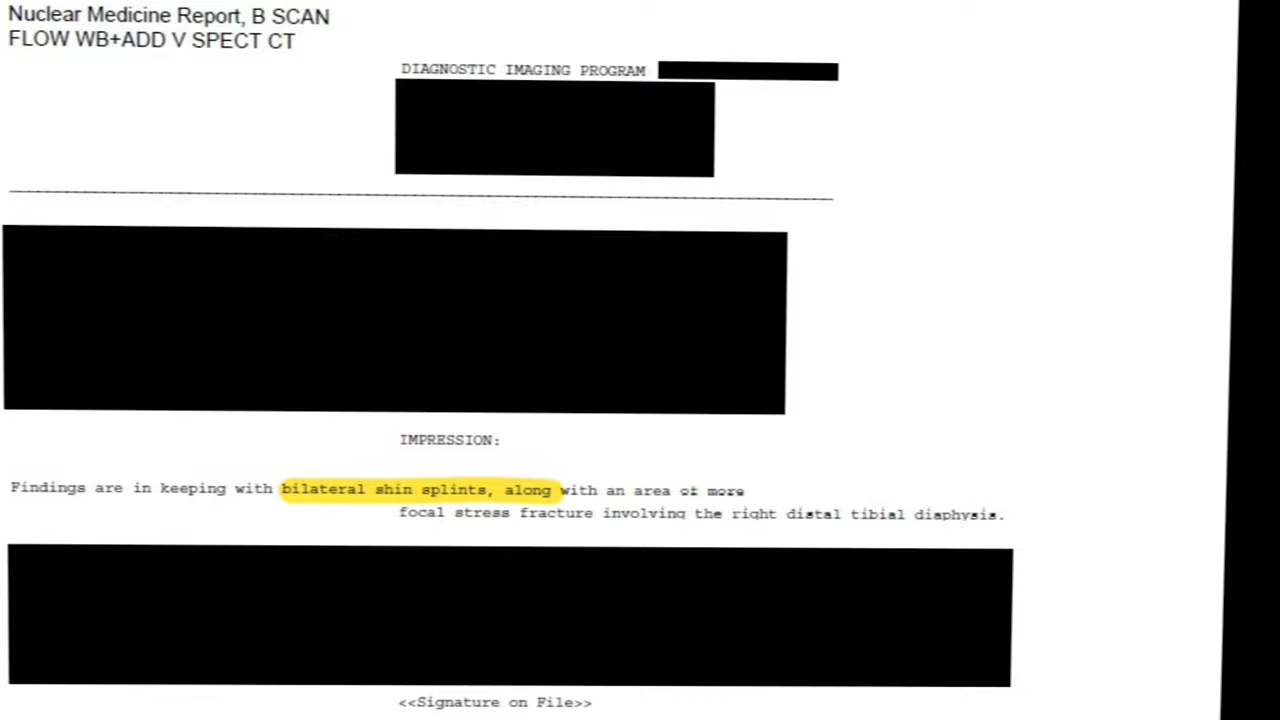 Nuclear Medicine Report, B SCAN
FLOW WB+ADD V SPECT CT
DIAGNOSTIC IMAGING PROGRAM
IMPRESSION:
Findings are in keeping with bilateral shin splints, along with an area of more
focal stress fracture involving the right distal tibial diaphysis.
<<Signature on File>>